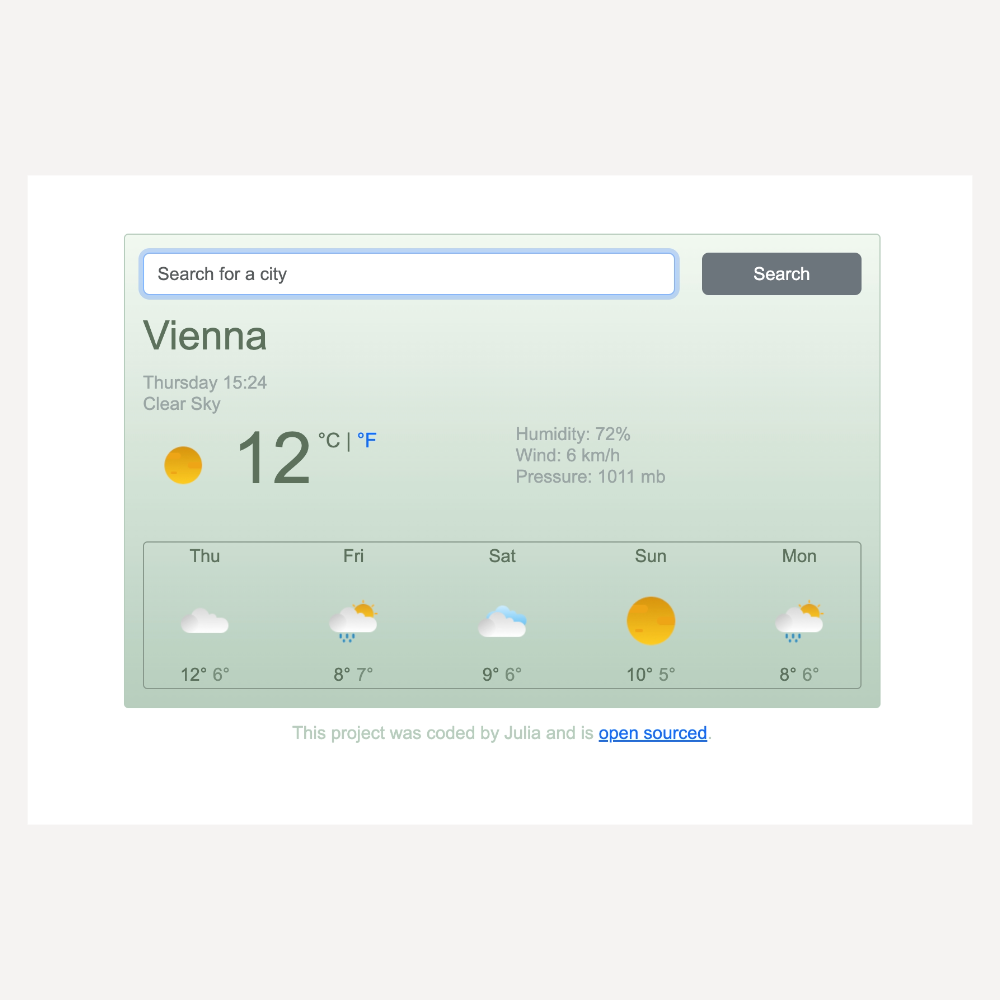 Search for a city
Search
Vienna
Thursday 15:24
Clear Sky
12 °C | °F
Humidity: 72%
Wind: 6 km/h
Pressure: 1011 mb
Thu Fri Sat Sun Mon
12° 6° 8° 7° 9° 6° 10° 5° 8° 6°
This project was coded by Julia and is open sourced.